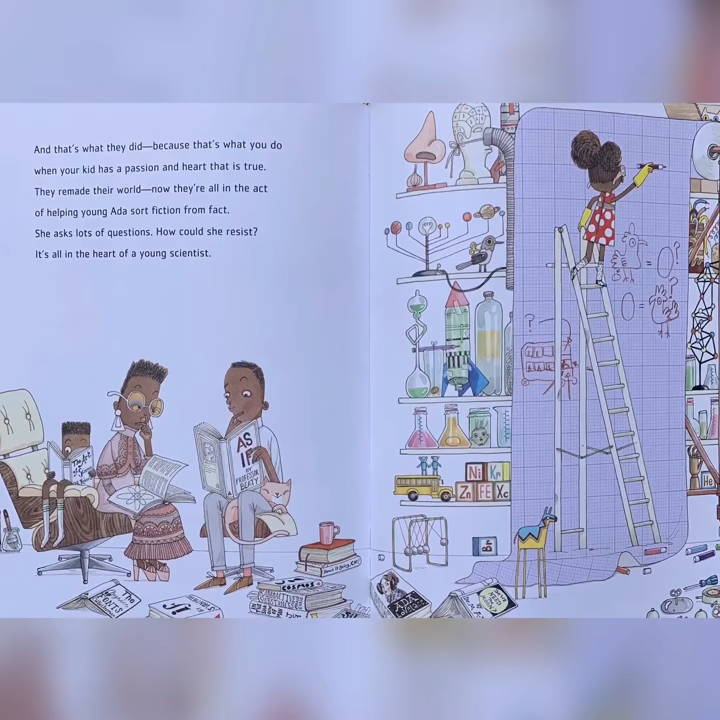 And that's what they did—because that's what you do
when your kid has a passion and heart that is true.
They remade their world—now they're all in the act
of helping young Ada sort fiction from fact.
She asks lots of questions. How could she resist?
It's all in the heart of a young scientist.
AS
IF
BY
PROFESSOR
BEATY
The
?
?
?
Ni Kr
Zn FE Xc
He